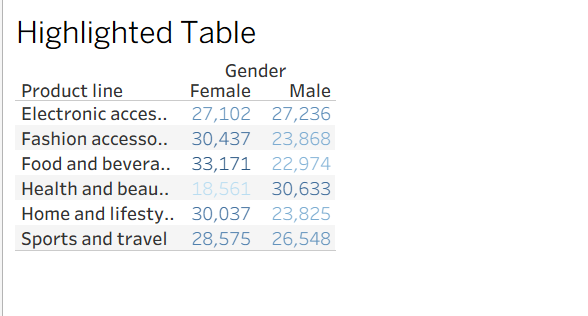 Highlighted Table
Gender
Product line Female Male
Electronic acces.. 27,102 27,236
Fashion accesso.. 30,437 23,868
Food and bevera.. 33,171 22,974
Health and beau.. 18,561 30,633
Home and lifesty.. 30,037 23,825
Sports and travel 28,575 26,548